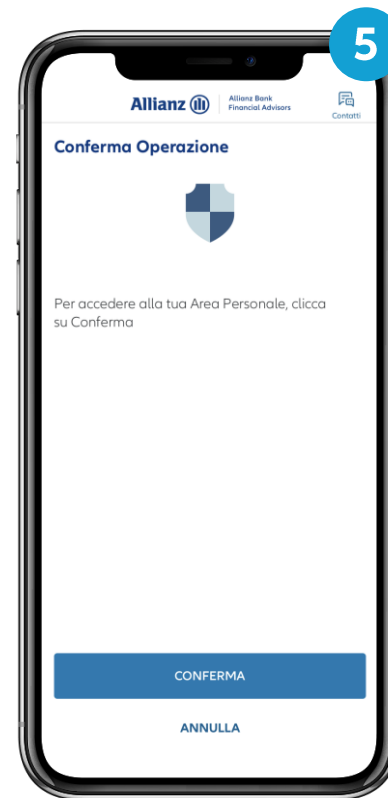 5
Allianz
Allianz Bank
Financial Advisors
Contatti
Conferma Operazione
Per accedere alla tua Area Personale, clicca
su Conferma
CONFERMA
ANNULLA